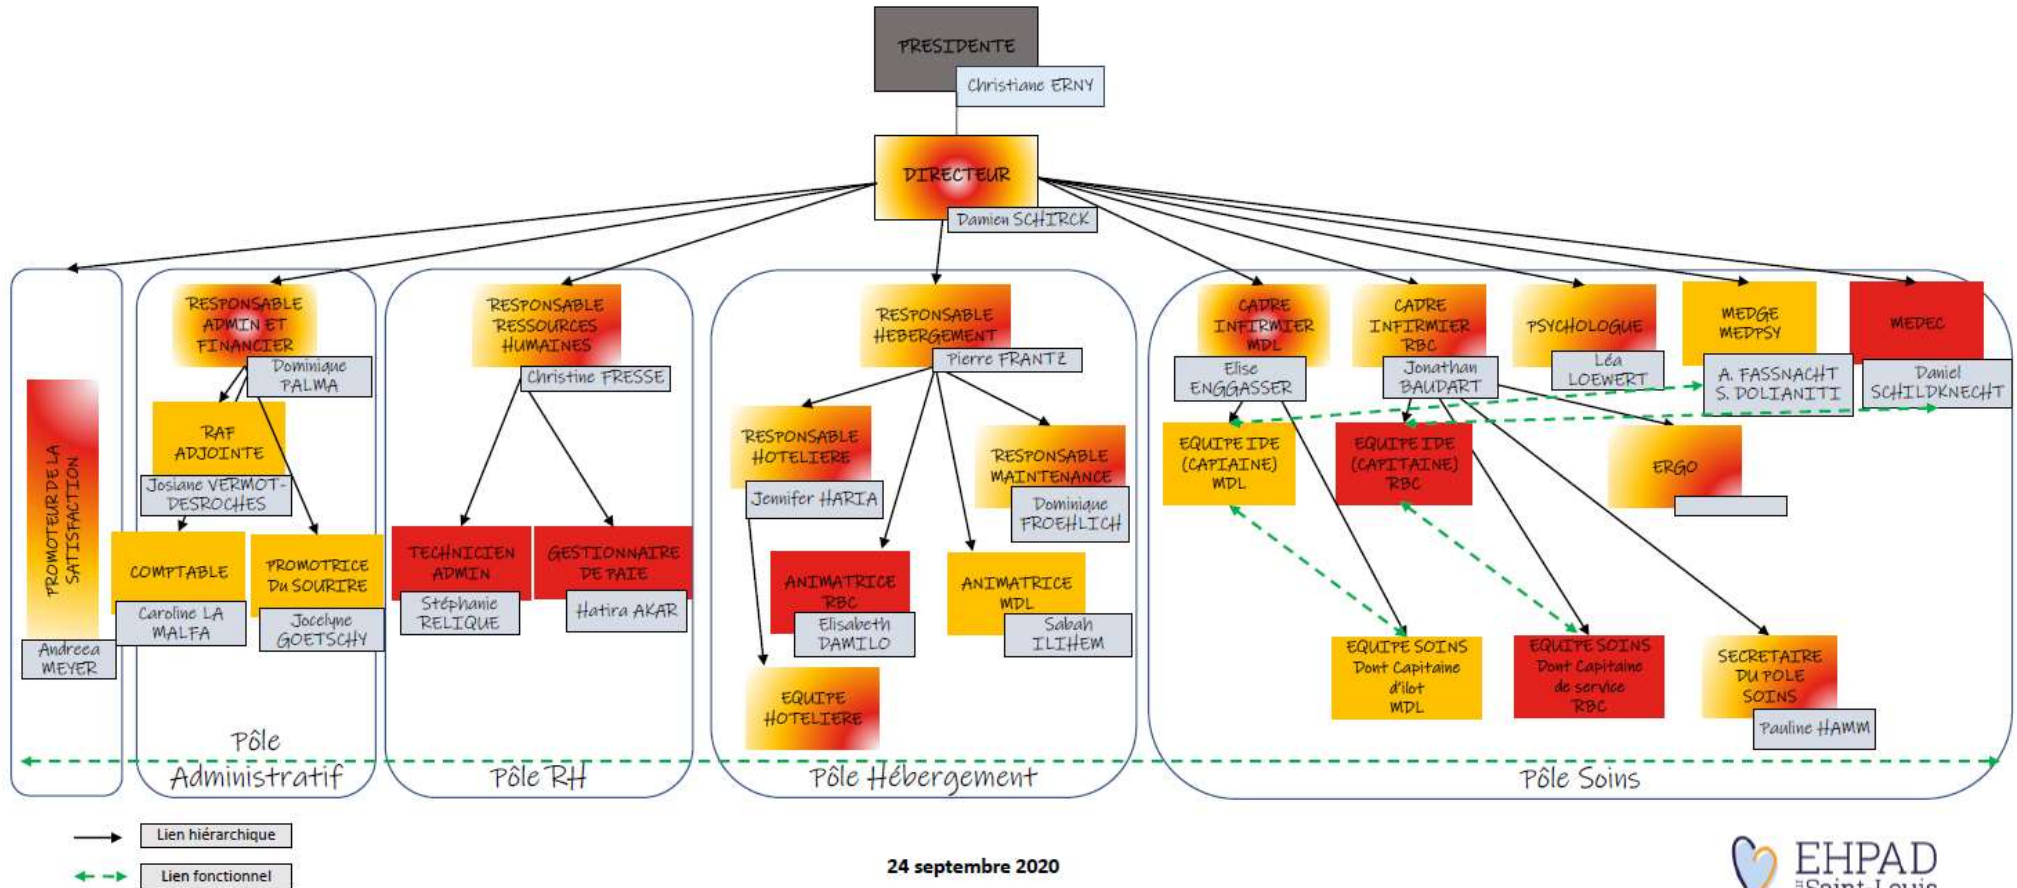 PRESIDENTE
Christiane ERNY
DIRECTEUR
Damien SCHIRCK
PROMOTEUR DE LA
SATISFACTION
Andreea
MEYER
RESPONSABLE
ADMIN ET
FINANCIER
Dominique
PALMA
RAF
ADJOINTE
Josiane VERMOT-
DESROCHES
COMPTABLE
Caroline LA
MALFA
PROMOTRICE
Du SOURIRE
Jocelyne
GOETSCHY
Pôle
Administratif
RESPONSABLE
RESSOURCES
HUMAINES
Christine FRESSE
TECHNICIEN
ADMIN
Stéphanie
RELIQUE
GESTIONNAIRE
DE PAIE
Hatira AKAR
Pôle RH
RESPONSABLE
HEBERGEMENT
Pierre FRANTZ
RESPONSABLE
HOTELIERE
Jennifer HARIA
RESPONSABLE
MAINTENANCE
Dominique
FROEHLICH
ANIMATRICE
RBC
Elisabeth
DAMILO
ANIMATRICE
MDL
Sabah
ILIHEM
EQUIPE
HOTELIERE
Pôle Hébergement
CADRE
INFIRMIER
MDL
Elise
ENGGASSER
CADRE
INFIRMIER
RBC
Jonathan
BAUDART
PSYCHOLOGUE
Léa
LOEWERT
MEDGE
MEDPSY
A. FASSNACHT
S. DOLIANITI
MEDEC
Daniel
SCHILDKNECHT
EQUIPE IDE
(CAPIAINE)
MDL
EQUIPE IDE
(CAPITAINE)
RBC
ERGO
EQUIPE SOINS
Dont Capitaine
d'ilot
MDL
EQUIPE SOINS
Dont Capitaine
de service
RBC
SECRETAIRE
DU POLE
SOINS
Pauline HAMM
Pôle Soins
Lien hiérarchique
Lien fonctionnel
24 septembre 2020
EHPAD
Saint-Louis